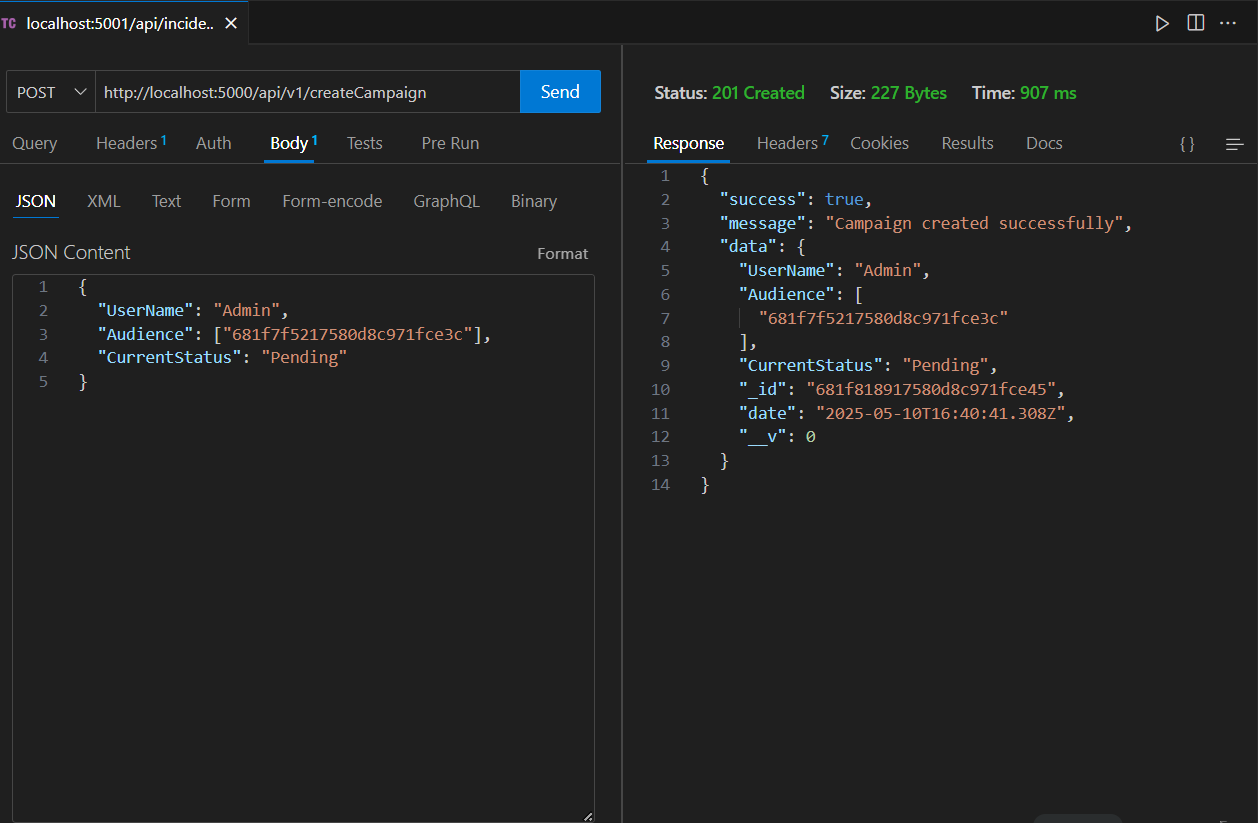 TC localhost:5001/api/incide..
POST http://localhost:5000/api/v1/createCampaign Send
Query Headers 1 Auth Body 1 Tests Pre Run
JSON XML Text Form Form-encode GraphQL Binary
JSON Content Format
1 {
2 "UserName": "Admin",
3 "Audience": ["681f7f5217580d8c971fce3c"],
4 "CurrentStatus": "Pending"
5 }
Status: 201 Created Size: 227 Bytes Time: 907 ms
Response Headers 7 Cookies Results Docs { }
1 {
2 "success": true,
3 "message": "Campaign created successfully",
4 "data": {
5 "UserName": "Admin",
6 "Audience": [
7 "681f7f5217580d8c971fce3c"
8 ],
9 "CurrentStatus": "Pending",
10 "_id": "681f818917580d8c971fce45",
11 "date": "2025-05-10T16:40:41.308Z",
12 "__v": 0
13 }
14 }